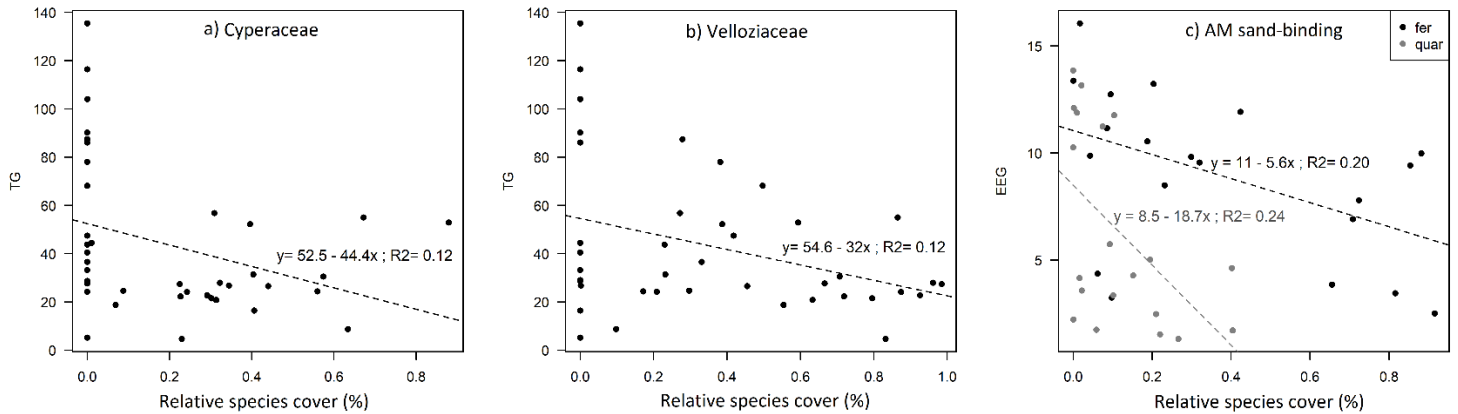 a) Cyperaceae
140
120
100
80
60
40
20
0
TG
y= 52.5 - 44.4x ; R2= 0.12
0.0 0.2 0.4 0.6 0.8
Relative species cover (%)
b) Velloziaceae
140
120
100
80
60
40
20
0
TG
y= 54.6 - 32x ; R2= 0.12
0.0 0.2 0.4 0.6 0.8 1.0
Relative species cover (%)
c) AM sand-binding
fer
quar
15
10
5
EEG
y = 11 - 5.6x ; R2= 0.20
y = 8.5 - 18.7x ; R2= 0.24
0.0 0.2 0.4 0.6 0.8
Relative species cover (%)